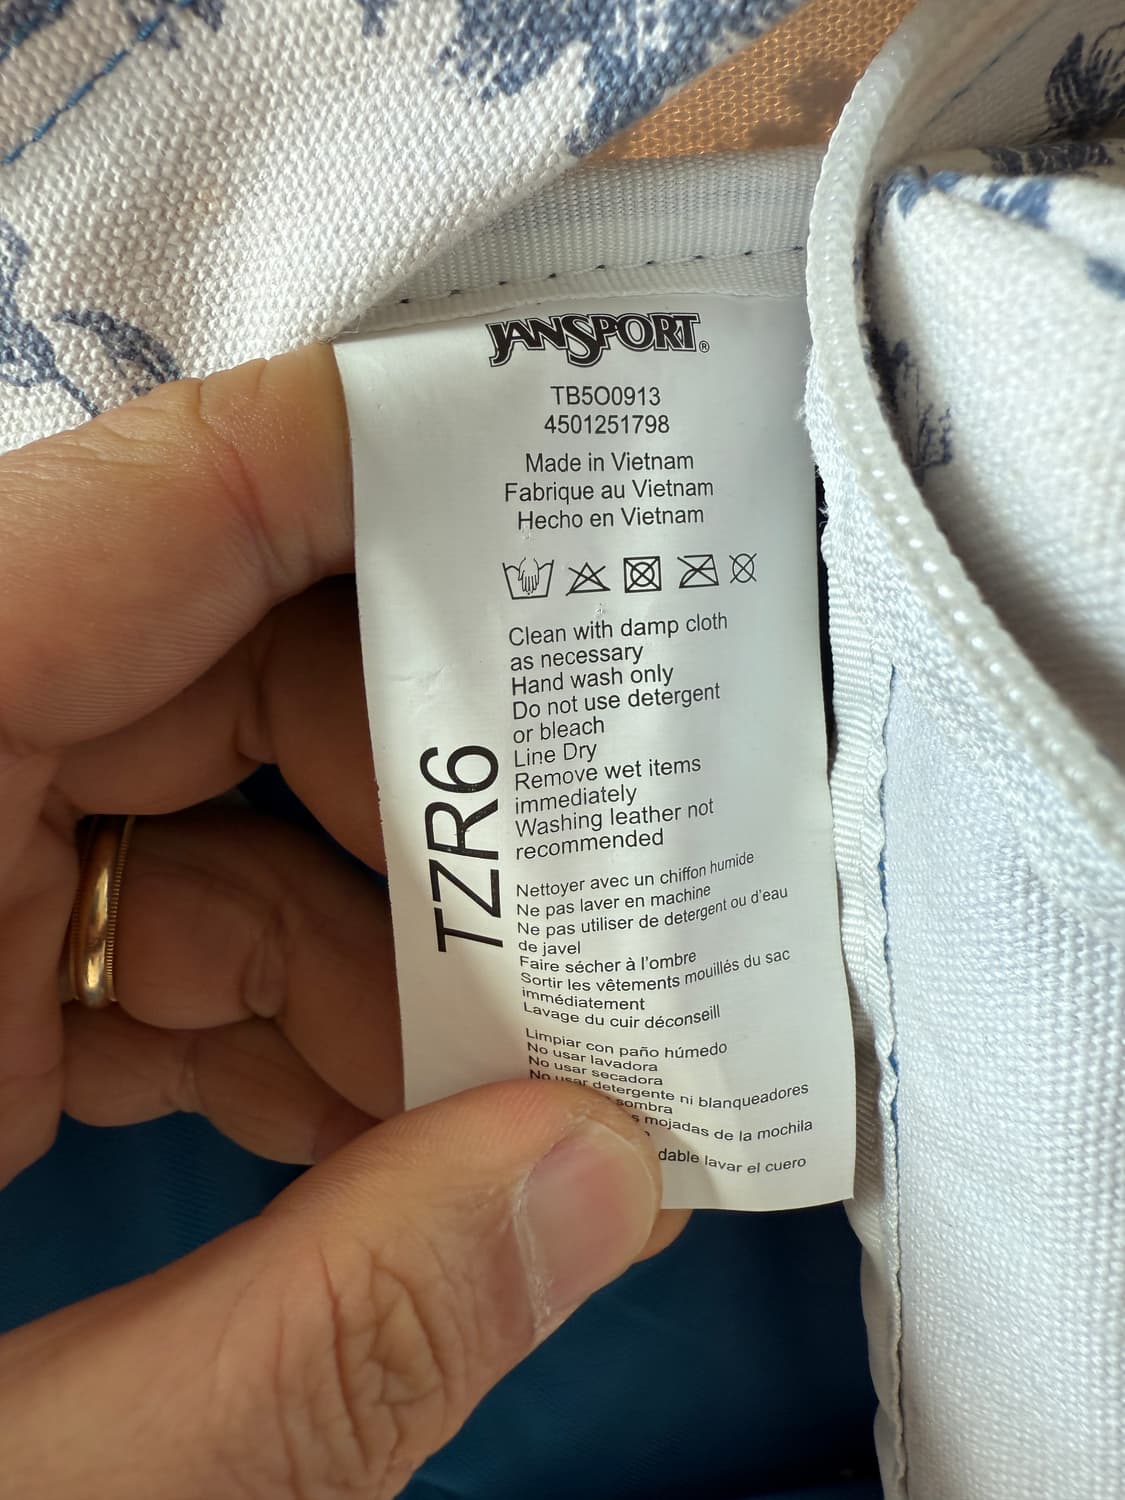 JANSPORT®
TB5O0913
4501251798
Made in Vietnam
Fabrique au Vietnam
Hecho en Vietnam
Clean with damp cloth
as necessary
Hand wash only
Do not use detergent
or bleach
Line Dry
Remove wet items
immediately
Washing leather not
recommended
TZR6
Nettoyer avec un chiffon humide
Ne pas laver en machine
Ne pas utiliser de detergent ou d'eau
de javel
Faire sécher à l'ombre
Sortir les vêtements mouillés du sac
immédiatement
Lavage du cuir déconseill
Limpiar con paño húmedo
No usar lavadora
No usar secadora
No usar detergente ni blanqueadores
sombra
mojadas de la mochila
lavar el cuero